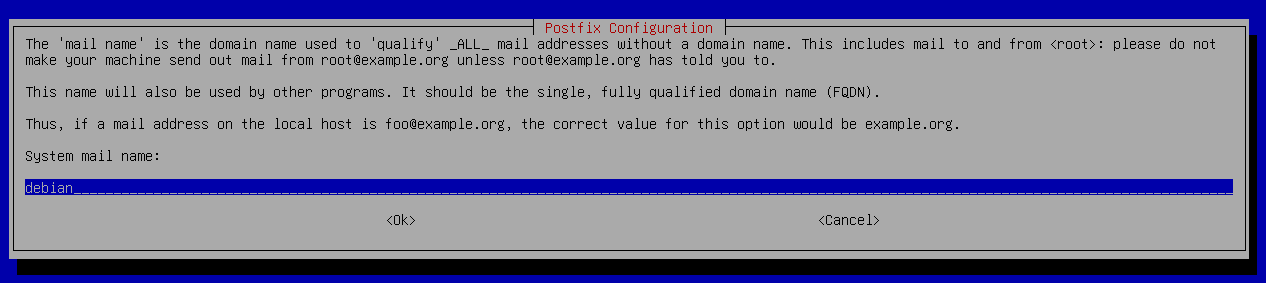 Postfix Configuration
The 'mail name' is the domain name used to 'qualify' _ALL_ mail addresses without a domain name. This includes mail to and from <root>: please do not
make your machine send out mail from root@example.org unless root@example.org has told you to.
This name will also be used by other programs. It should be the single, fully qualified domain name (FQDN).
Thus, if a mail address on the local host is foo@example.org, the correct value for this option would be example.org.
System mail name:
debian
<Ok> <Cancel>